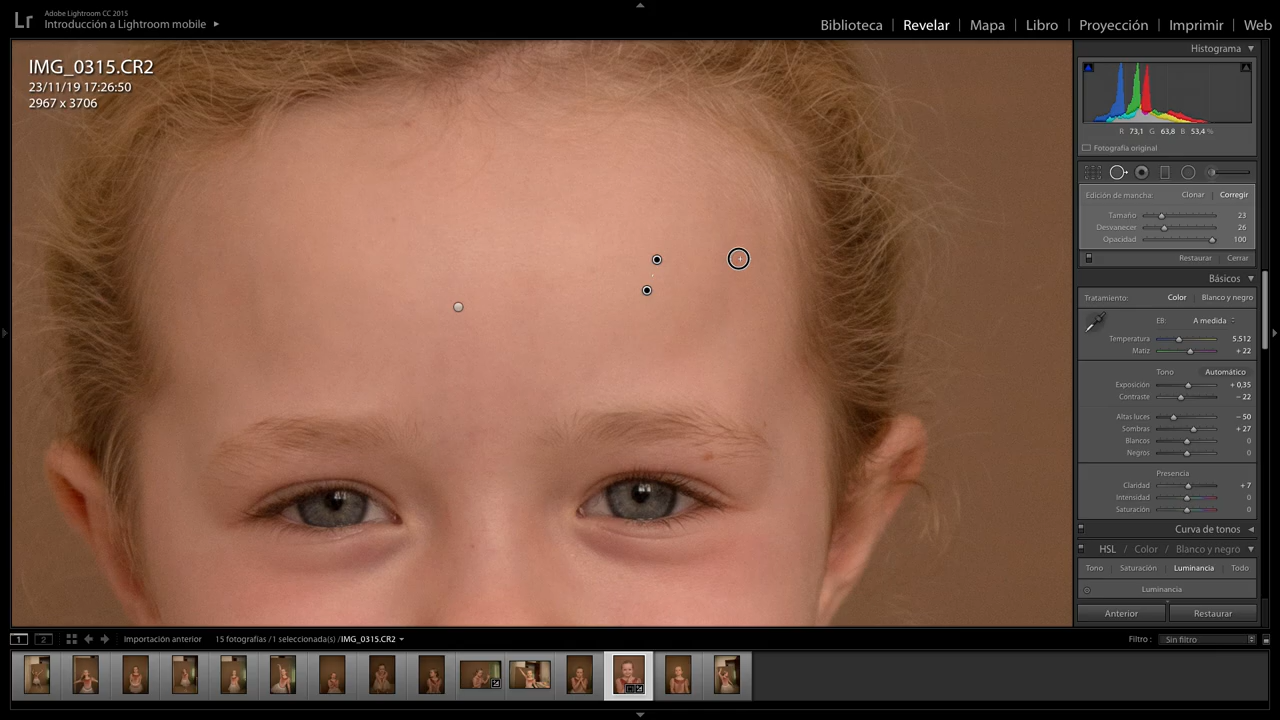 Lr
Adobe Lightroom CC 2015
Introducción a Lightroom mobile
Biblioteca | Revelar | Mapa | Libro | Proyección | Imprimir | Web
IMG_0315.CR2
23/11/19 17:26:50
2967 x 3706
Histograma
R 73,1 G 63,8 B 53,4 %
Fotografía original
Edición de mancha: Clonar | Corregir
Tamaño 23
Desvanecer 26
Opacidad 100
Restaurar Cerrar
Básicos
Tratamiento: Color | Blanco y negro
EB: A medida
Temperatura 5.512
Matiz + 22
Tono Automático
Exposición + 0,35
Contraste − 22
Altas luces − 50
Sombras + 27
Blancos 0
Negros 0
Presencia
Claridad + 7
Intensidad 0
Saturación 0
Curva de tonos
HSL / Color / Blanco y negro
Tono Saturación Luminancia Todo
Luminancia
Anterior Restaurar
1 2 Importación anterior 15 fotografías /1 seleccionada(s) /IMG_0315.CR2 Filtro : Sin filtro